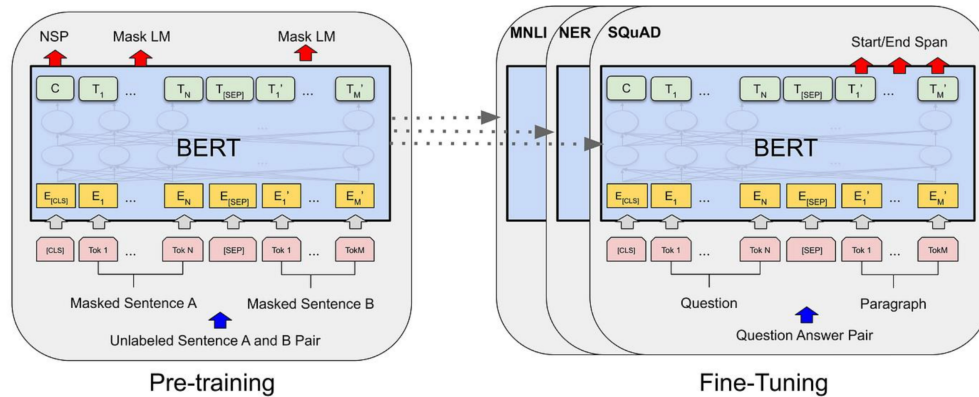 NSP Mask LM Mask LM
C T1 ... TN T[SEP] T1' ... TM'
BERT
E[CLS] E1 ... EN E[SEP] E1' ... EM'
[CLS] Tok 1 ... Tok N [SEP] Tok 1 ... TokM
Masked Sentence A Masked Sentence B
Unlabeled Sentence A and B Pair
Pre-training
MNLI NER SQuAD
Start/End Span
C T1 ... TN T[SEP] T1' ... TM'
BERT
E[CLS] E1 ... EN E[SEP] E1' ... EM'
[CLS] Tok 1 ... Tok N [SEP] Tok 1 ... TokM
Question Paragraph
Question Answer Pair
Fine-Tuning